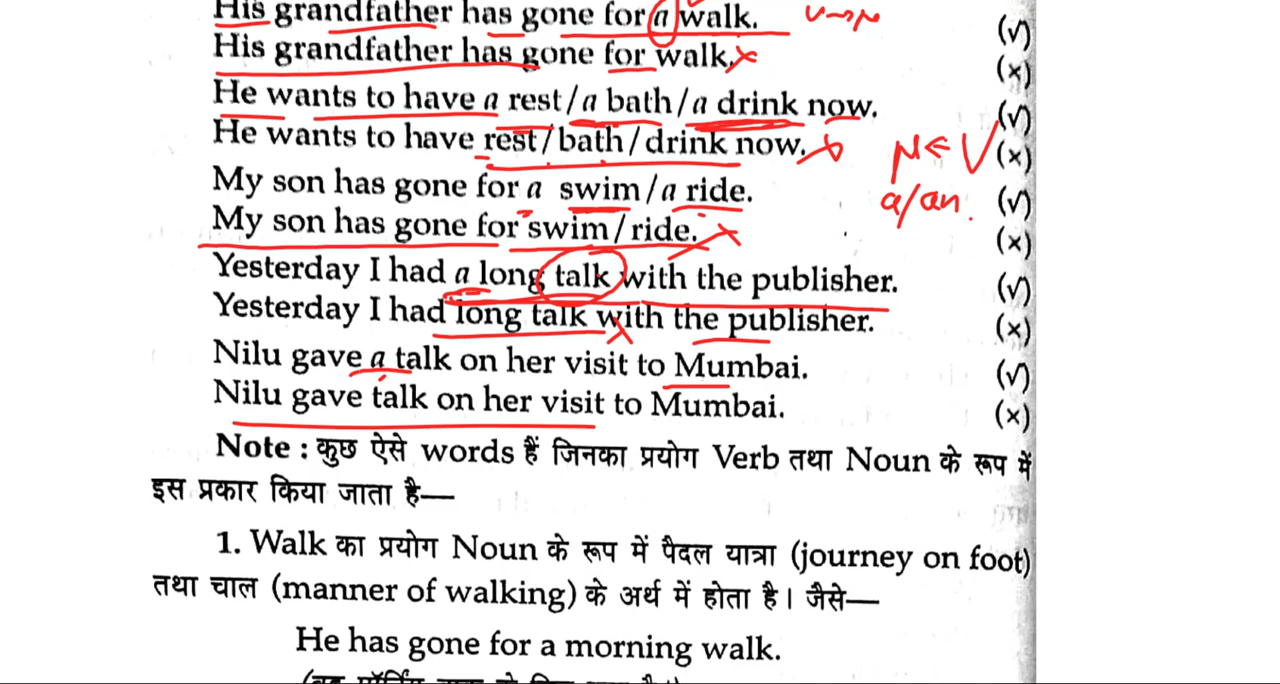 His grandfather has gone for a walk. v→N (√)
His grandfather has gone for walk. × (×)
He wants to have a rest/a bath/a drink now. (√)
He wants to have rest/bath/drink now. × N ← V (×)
My son has gone for a swim/a ride. a/an. (√)
My son has gone for swim/ride. × (×)
Yesterday I had a long talk with the publisher. (√)
Yesterday I had long talk with the publisher. × (×)
Nilu gave a talk on her visit to Mumbai. (√)
Nilu gave talk on her visit to Mumbai. (×)
Note : कुछ ऐसे words हैं जिनका प्रयोग Verb तथा Noun के रूप में
इस प्रकार किया जाता है—
1. Walk का प्रयोग Noun के रूप में पैदल यात्रा (journey on foot)
तथा चाल (manner of walking) के अर्थ में होता है। जैसे—
He has gone for a morning walk.